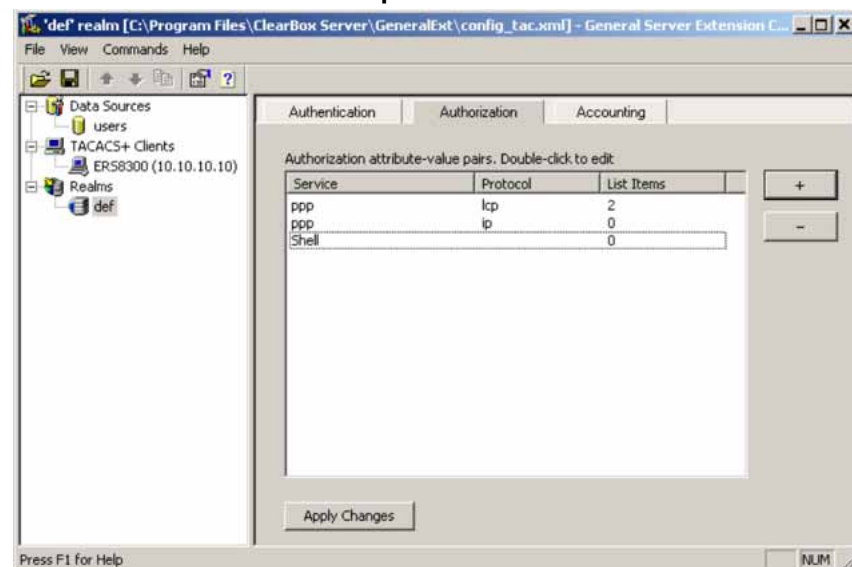 'def' realm [C:\Program Files\ClearBox Server\GeneralExt\config_tac.xml] - General Server Extension C...
File View Commands Help
Data Sources
users
TACACS+ Clients
ERS8300 (10.10.10.10)
Realms
def
Authentication Authorization Accounting
Authorization attribute-value pairs. Double-click to edit
Service Protocol List Items
ppp lcp 2
ppp ip 0
Shell 0
+
-
Apply Changes
Press F1 for Help NUM